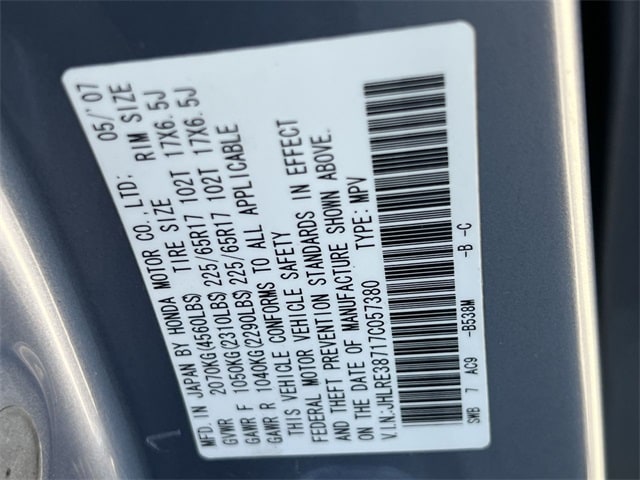 MFD. IN JAPAN BY HONDA MOTOR CO., LTD: 05/'07
GVWR 2070KG(4560LBS) TIRE SIZE RIM SIZE
GAWR F 1050KG(2310LBS) 225/65R17 102T 17X6.5J
GAWR R 1040KG(2290LBS) 225/65R17 102T 17X6.5J
THIS VEHICLE CONFORMS TO ALL APPLICABLE
FEDERAL MOTOR VEHICLE SAFETY
AND THEFT PREVENTION STANDARDS IN EFFECT
ON THE DATE OF MANUFACTURE SHOWN ABOVE.
V.I.N:JHLRE38717C057380 TYPE: MPV
SWB 7 AC9 -B538M -B -C